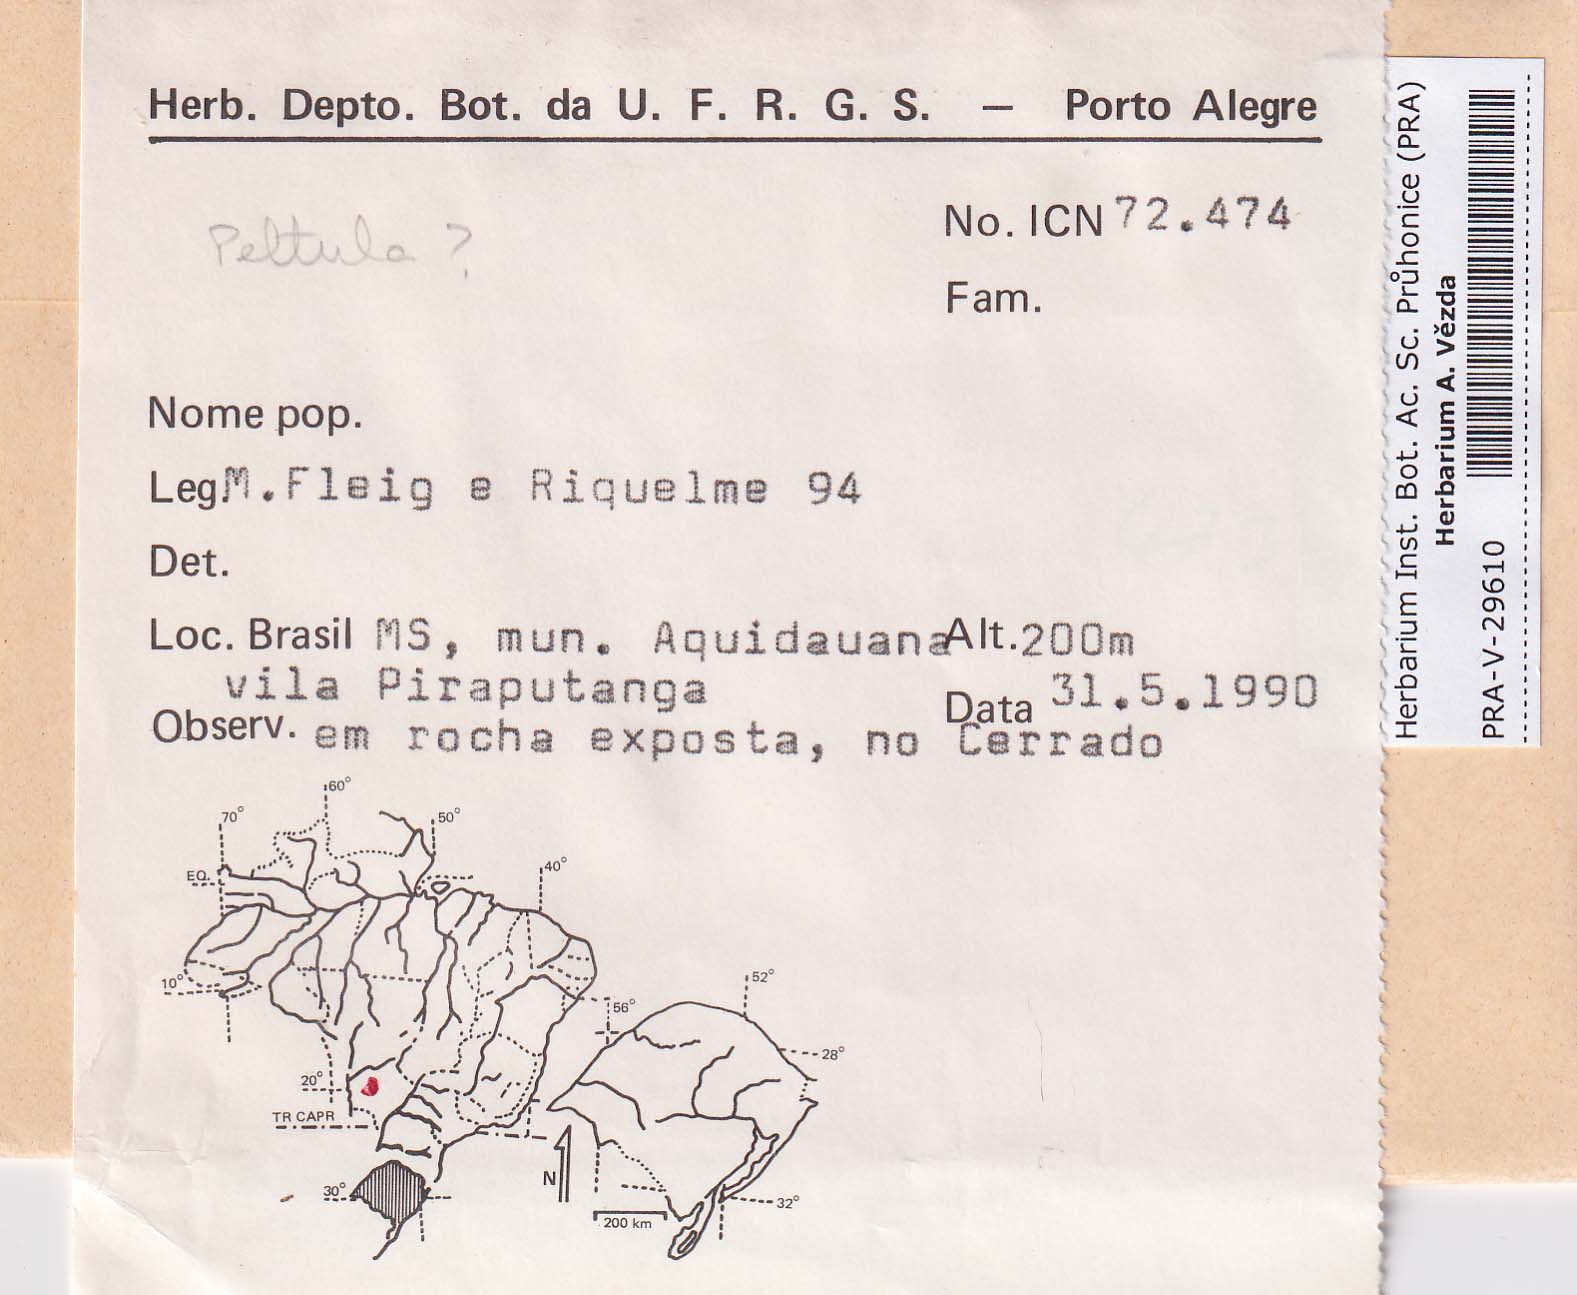 Herb. Depto. Bot. da U. F. R. G. S. — Porto Alegre
Peltula ?
No. ICN 72.474
Fam.
Nome pop.
Leg. M.Fleig e Riquelme 94
Det.
Loc. Brasil MS, mun. Aquidauana Alt. 200m
vila Piraputanga
Data 31.5.1990
Observ. em rocha exposta, no Cerrado
60°
70°
50°
40°
EQ.
10°
52°
56°
28°
20°
TR CAPR
N
30°
32°
200 km
Herbarium Inst. Bot. Ac. Sc. Průhonice (PRA)
Herbarium A. Vězda
PRA-V-29610